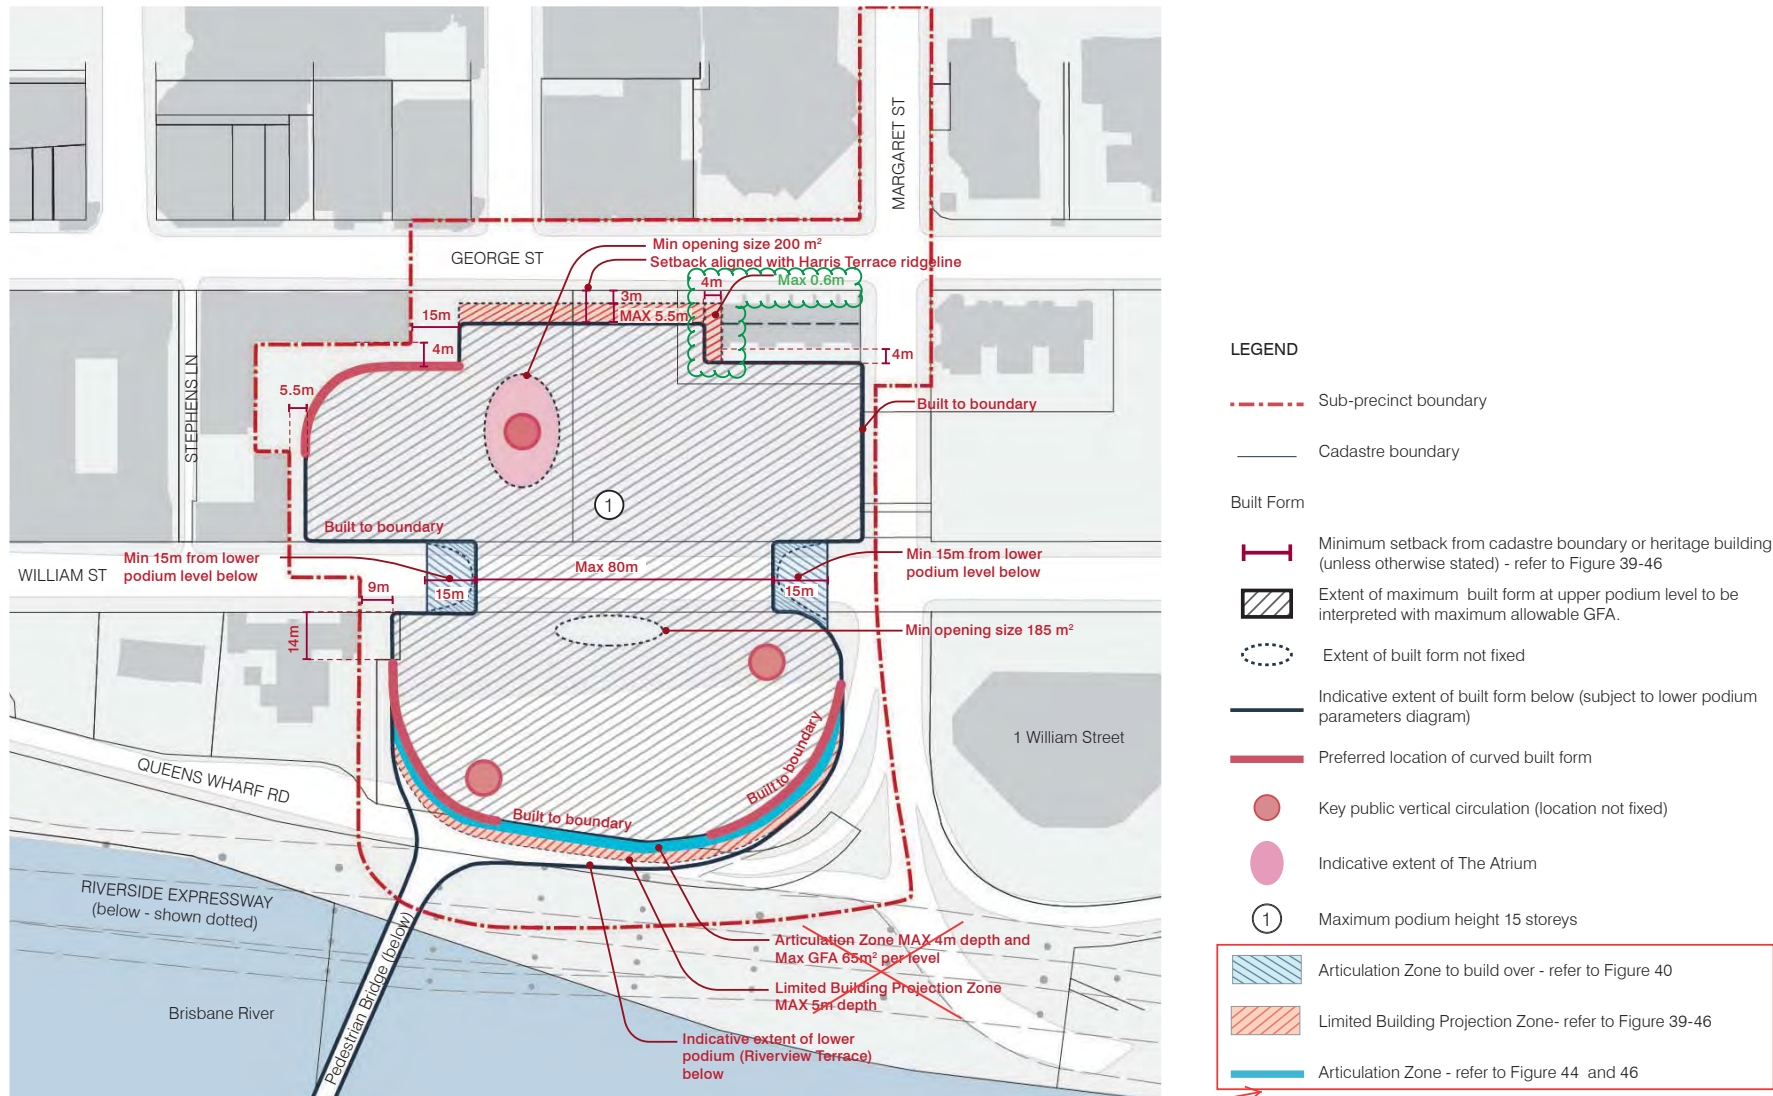 MARGARET ST
GEORGE ST
Min opening size 200 m²
Setback aligned with Harris Terrace ridgeline
4m
Max 0.6m
3m
MAX 5.5m
15m
4m
4m
5.5m
STEPHENS LN
Built to boundary
1
Built to boundary
Min 15m from lower
podium level below
Max 80m
Min 15m from lower
podium level below
WILLIAM ST
15m
15m
9m
14m
Min opening size 185 m²
1 William Street
QUEENS WHARF RD
Built to boundary
Built to boundary
RIVERSIDE EXPRESSWAY
(below - shown dotted)
Pedestrian Bridge (below)
Brisbane River
Articulation Zone MAX 4m depth and
Max GFA 65m² per level
Limited Building Projection Zone
MAX 5m depth
Indicative extent of lower
podium (Riverview Terrace)
below
LEGEND
Sub-precinct boundary
Cadastre boundary
Built Form
Minimum setback from cadastre boundary or heritage building
(unless otherwise stated) - refer to Figure 39-46
Extent of maximum built form at upper podium level to be
interpreted with maximum allowable GFA.
Extent of built form not fixed
Indicative extent of built form below (subject to lower podium
parameters diagram)
Preferred location of curved built form
Key public vertical circulation (location not fixed)
Indicative extent of The Atrium
1 Maximum podium height 15 storeys
Articulation Zone to build over - refer to Figure 40
Limited Building Projection Zone- refer to Figure 39-46
Articulation Zone - refer to Figure 44 and 46